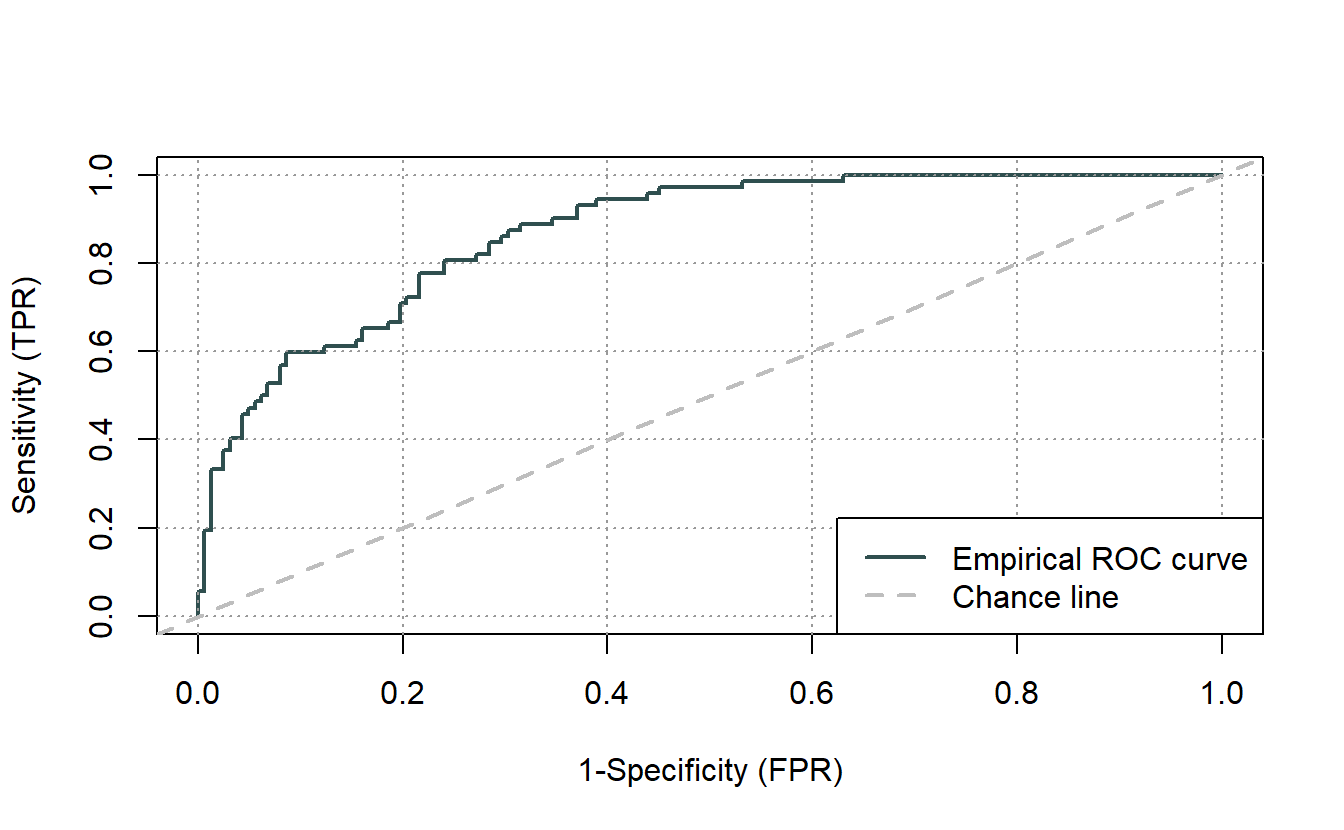 Sensitivity (TPR)
1.0
0.8
0.6
0.4
0.2
0.0
Empirical ROC curve
Chance line
0.0 0.2 0.4 0.6 0.8 1.0
1-Specificity (FPR)